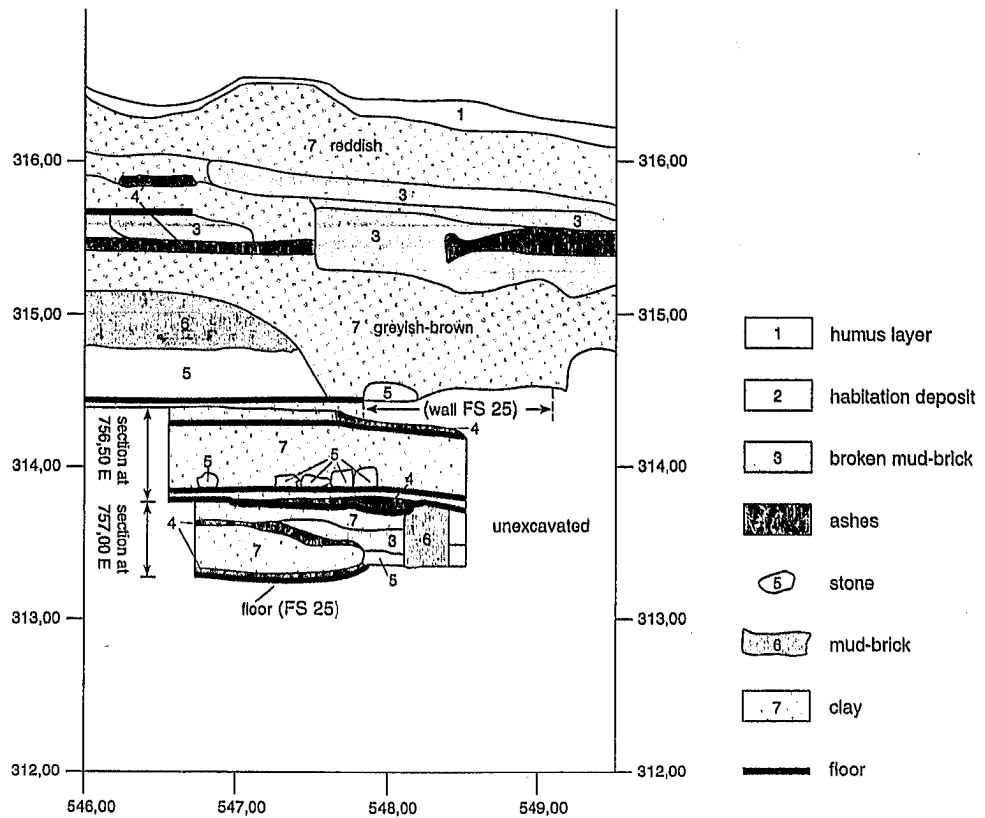 1
7 reddish
316,00
316,00
3
4
3
3
3
315,00
315,00
6
7 greyish-brown
5
5
(wall FS 25)
4
section at
756,50 E
7
5
5
314,00
314,00
4
section at
757,00 E
7
4
3
6
unexcavated
7
5
floor (FS 25)
313,00
313,00
312,00
312,00
546,00
547,00
548,00
549,00
1 humus layer
2 habitation deposit
3 broken mud-brick
ashes
5 stone
6 mud-brick
7 clay
floor